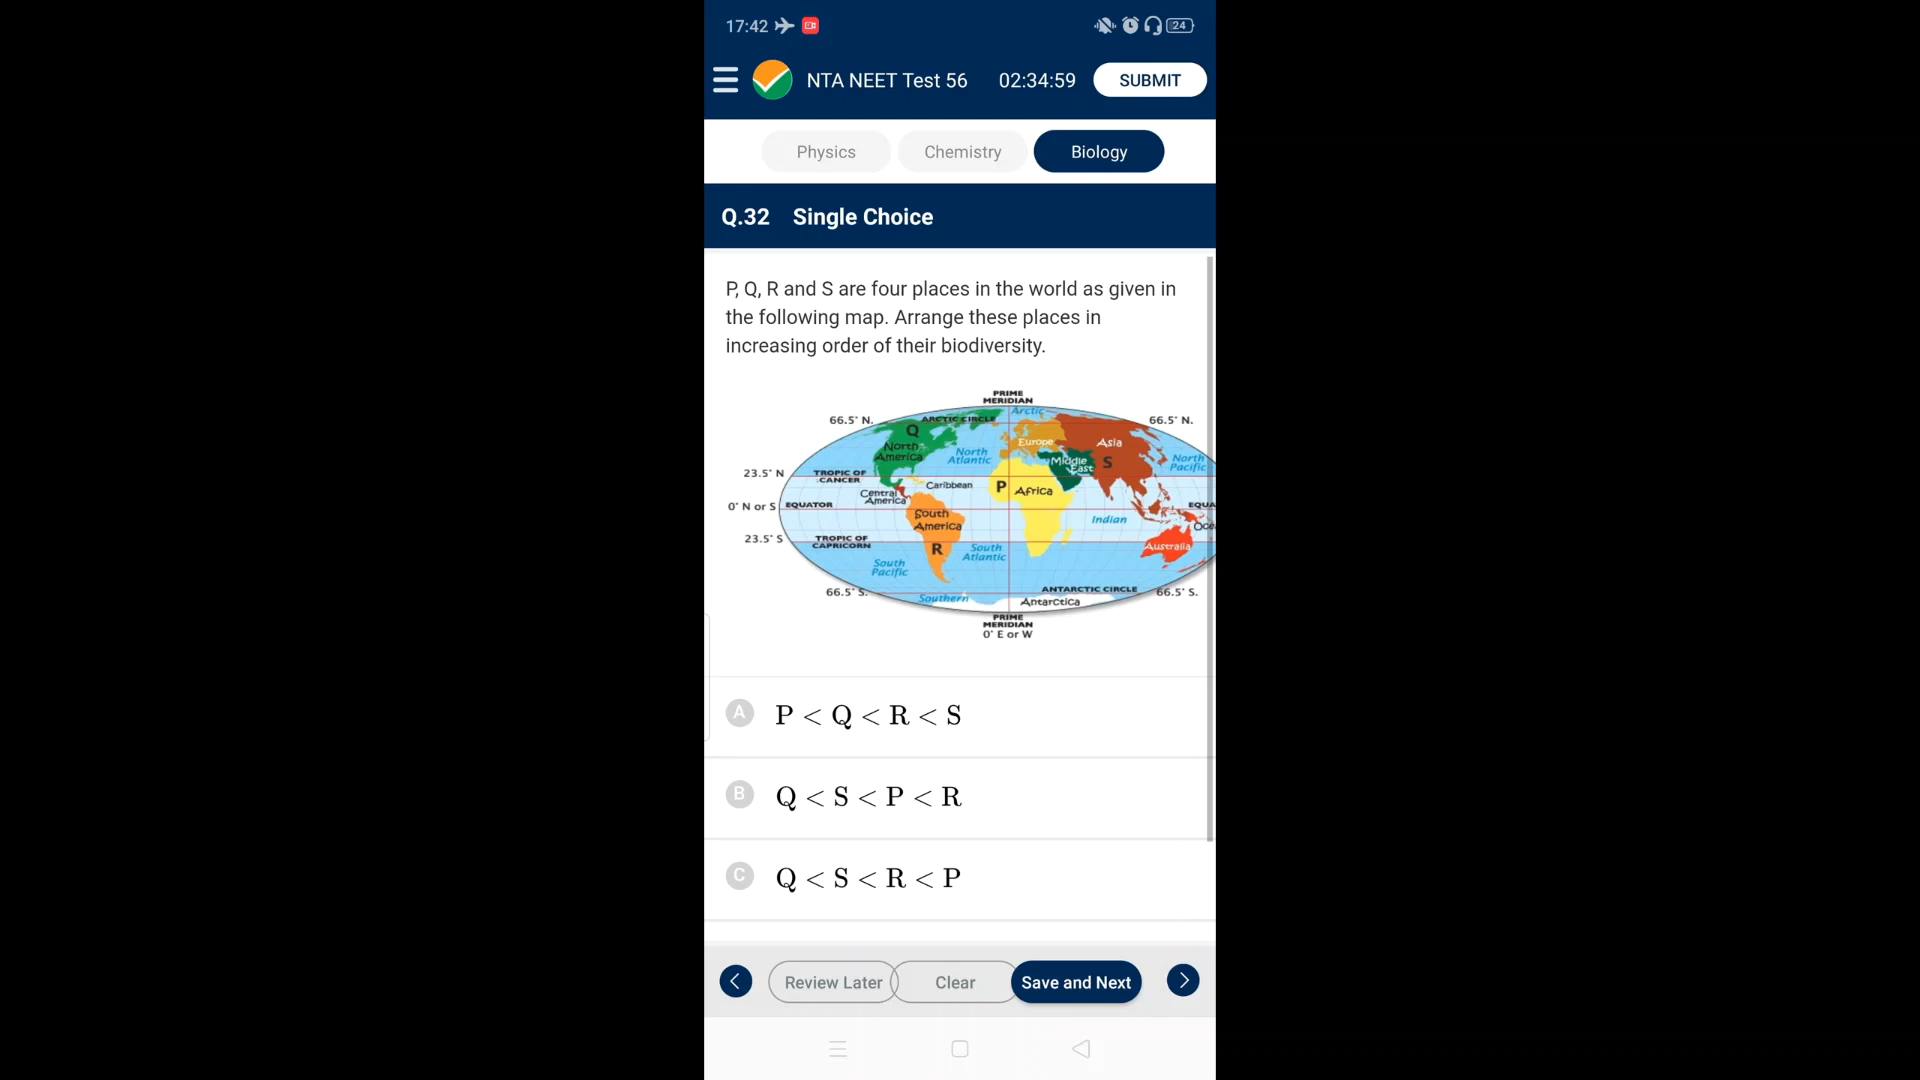 17:42 24
NTA NEET Test 56 02:34:59 SUBMIT
Physics Chemistry Biology
Q.32 Single Choice
P, Q, R and S are four places in the world as given in
the following map. Arrange these places in
increasing order of their biodiversity.
PRIME
MERIDIAN
66.5° N. ARCTIC CIRCLE Arctic 66.5° N.
Q
North
America
North
Atlantic
Europe
Asia
Middle
East
S
North
Pacific
23.5° N TROPIC OF
CANCER
Caribbean
P Africa
Central
America
0° N or S EQUATOR EQUA
South
America
Indian
Oce
23.5° S TROPIC OF
CAPRICORN
R
South
Atlantic
Australia
South
Pacific
66.5° S. ANTARCTIC CIRCLE 66.5° S.
Southern
Antarctica
PRIME
MERIDIAN
0° E or W
A P < Q < R < S
B Q < S < P < R
C Q < S < R < P
Review Later Clear Save and Next